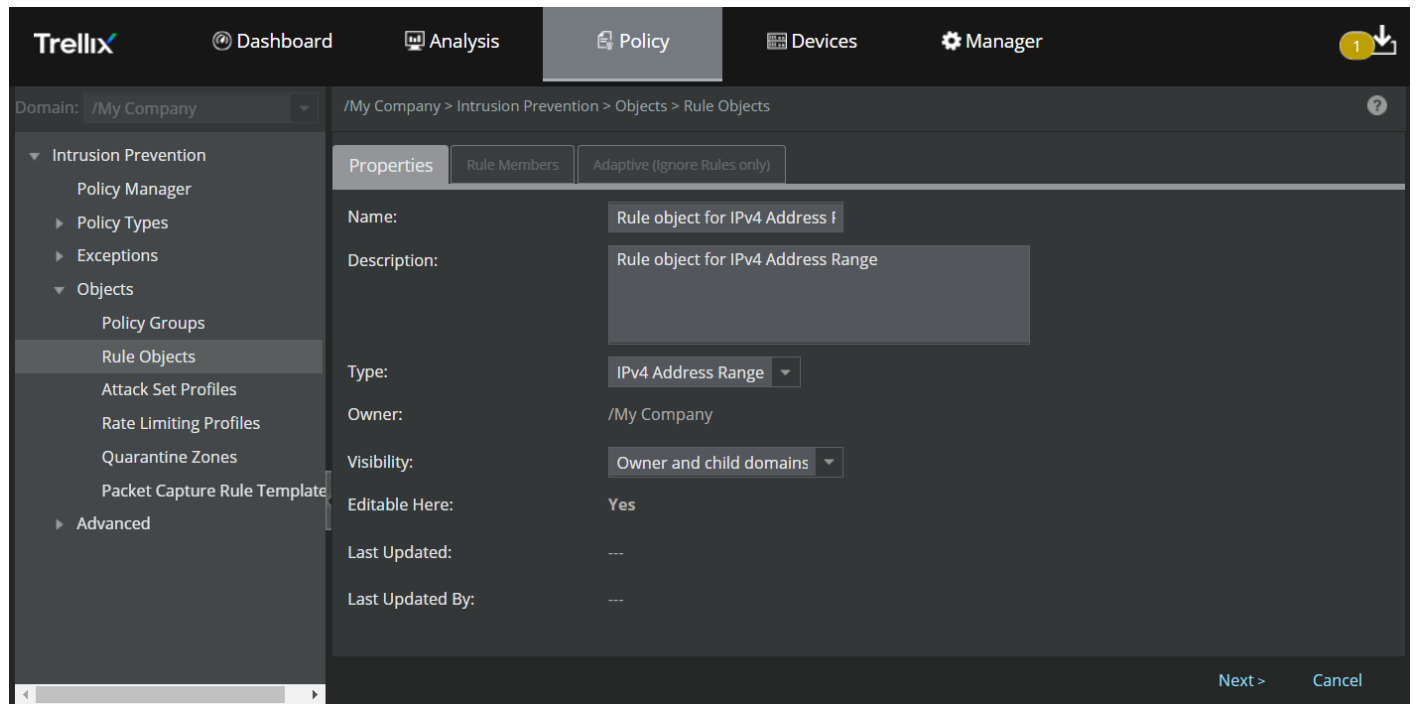 Trellix Dashboard Analysis Policy Devices Manager 1
Domain: /My Company
/My Company > Intrusion Prevention > Objects > Rule Objects ?
Intrusion Prevention
Policy Manager
Policy Types
Exceptions
Objects
Policy Groups
Rule Objects
Attack Set Profiles
Rate Limiting Profiles
Quarantine Zones
Packet Capture Rule Template
Advanced
Properties Rule Members Adaptive (Ignore Rules only)
Name: Rule object for IPv4 Address
Description: Rule object for IPv4 Address Range
Type: IPv4 Address Range
Owner: /My Company
Visibility: Owner and child domains
Editable Here: Yes
Last Updated: ---
Last Updated By: ---
Next > Cancel